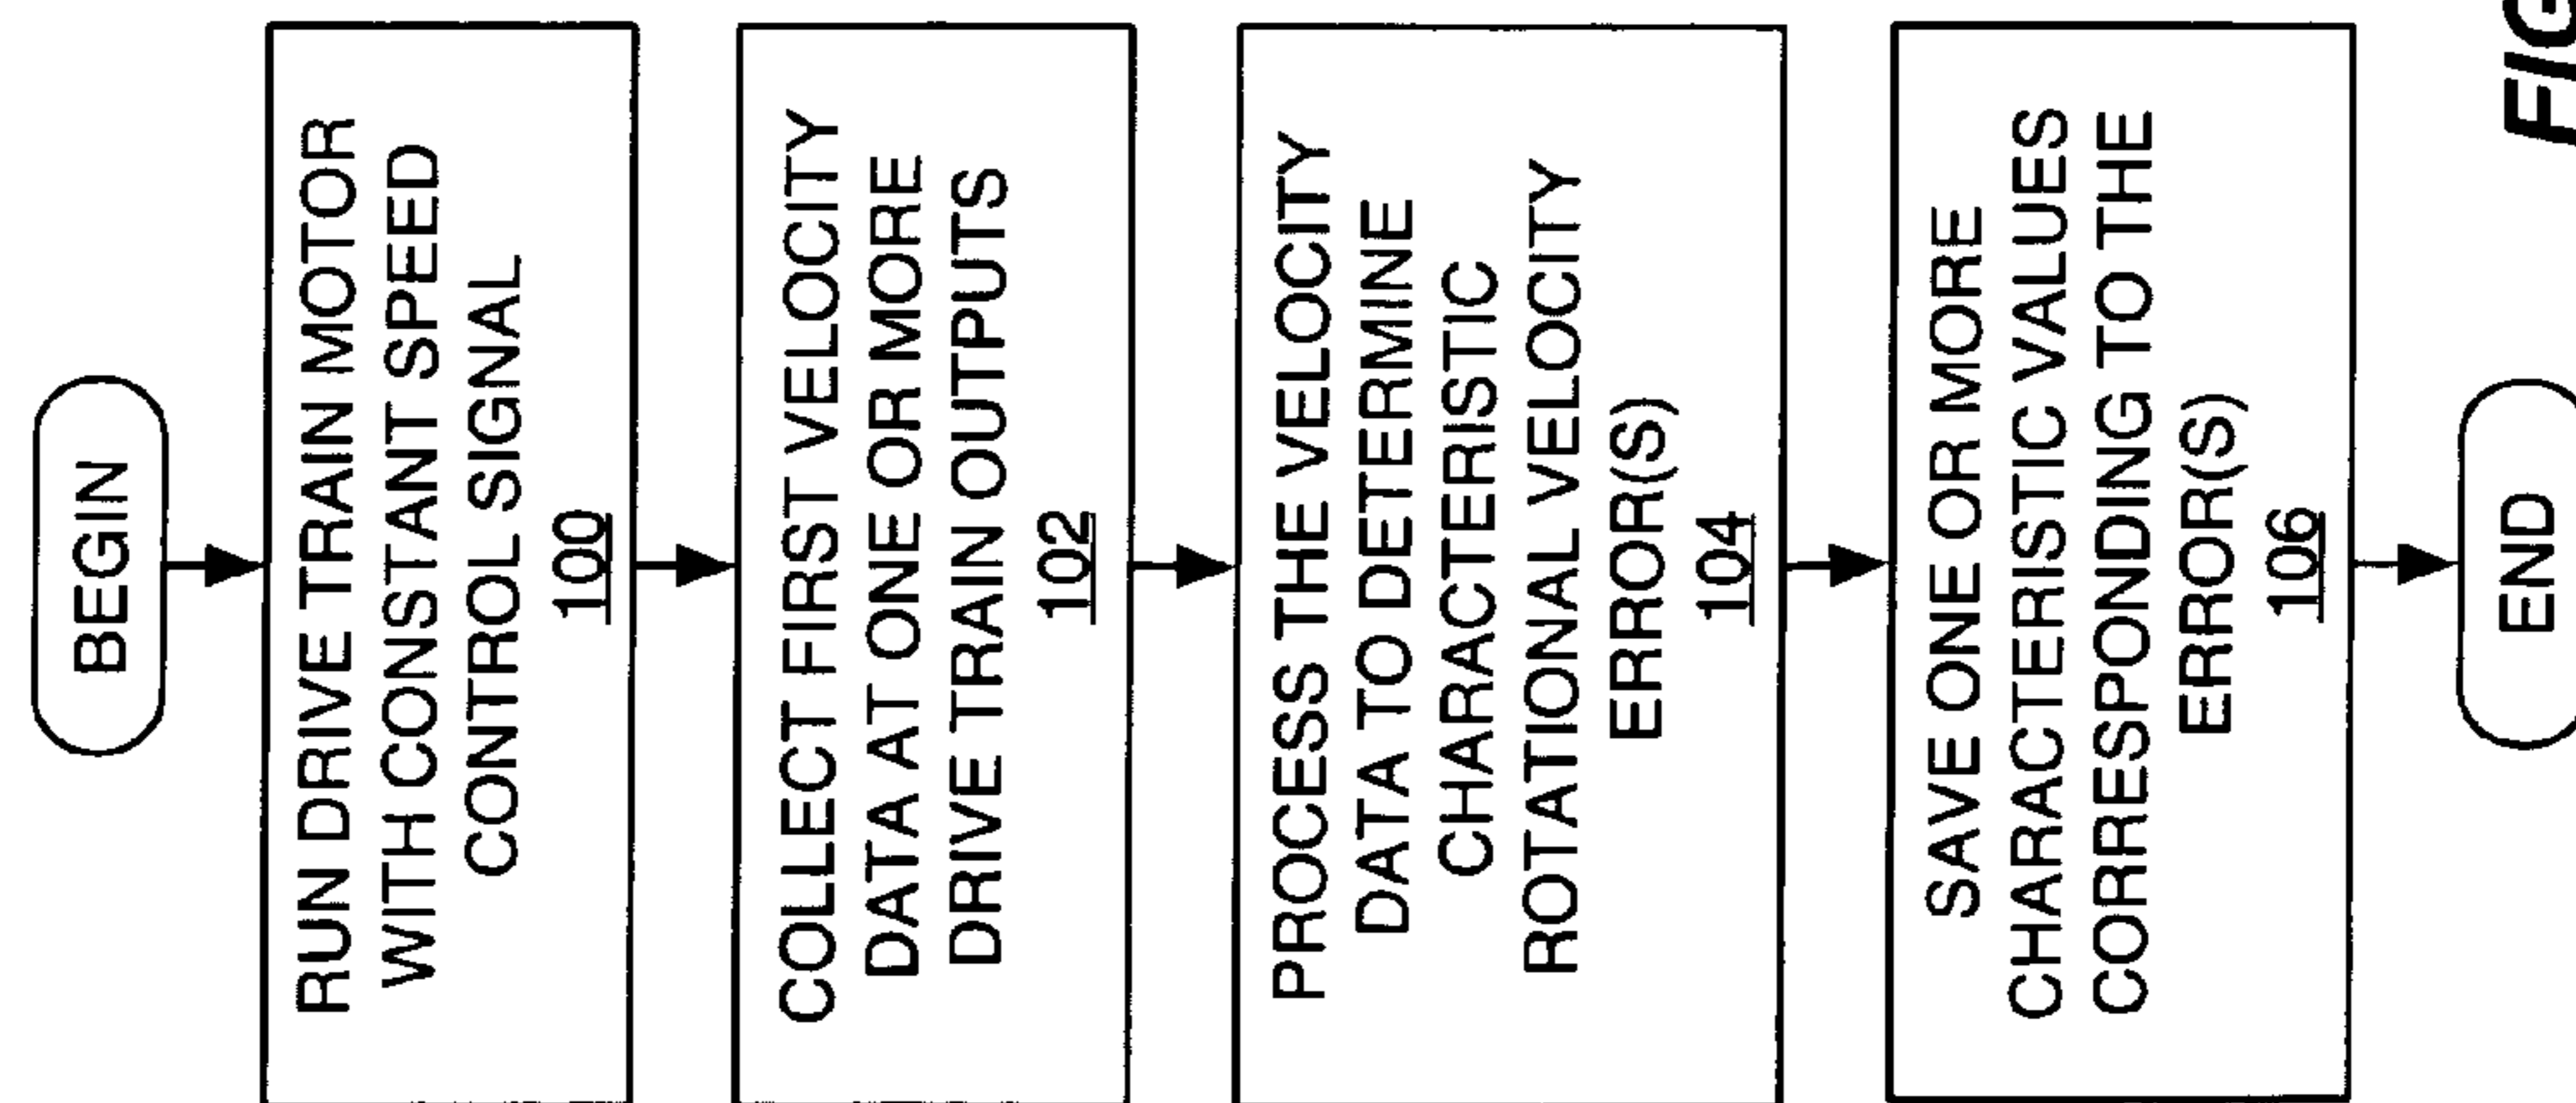 BEGIN
RUN DRIVE TRAIN MOTOR
WITH CONSTANT SPEED
CONTROL SIGNAL
100
COLLECT FIRST VELOCITY
DATA AT ONE OR MORE
DRIVE TRAIN OUTPUTS
102
PROCESS THE VELOCITY
DATA TO DETERMINE
CHARACTERISTIC
ROTATIONAL VELOCITY
ERROR(S)
104
SAVE ONE OR MORE
CHARACTERISTIC VALUES
CORRESPONDING TO THE
ERROR(S)
106
END